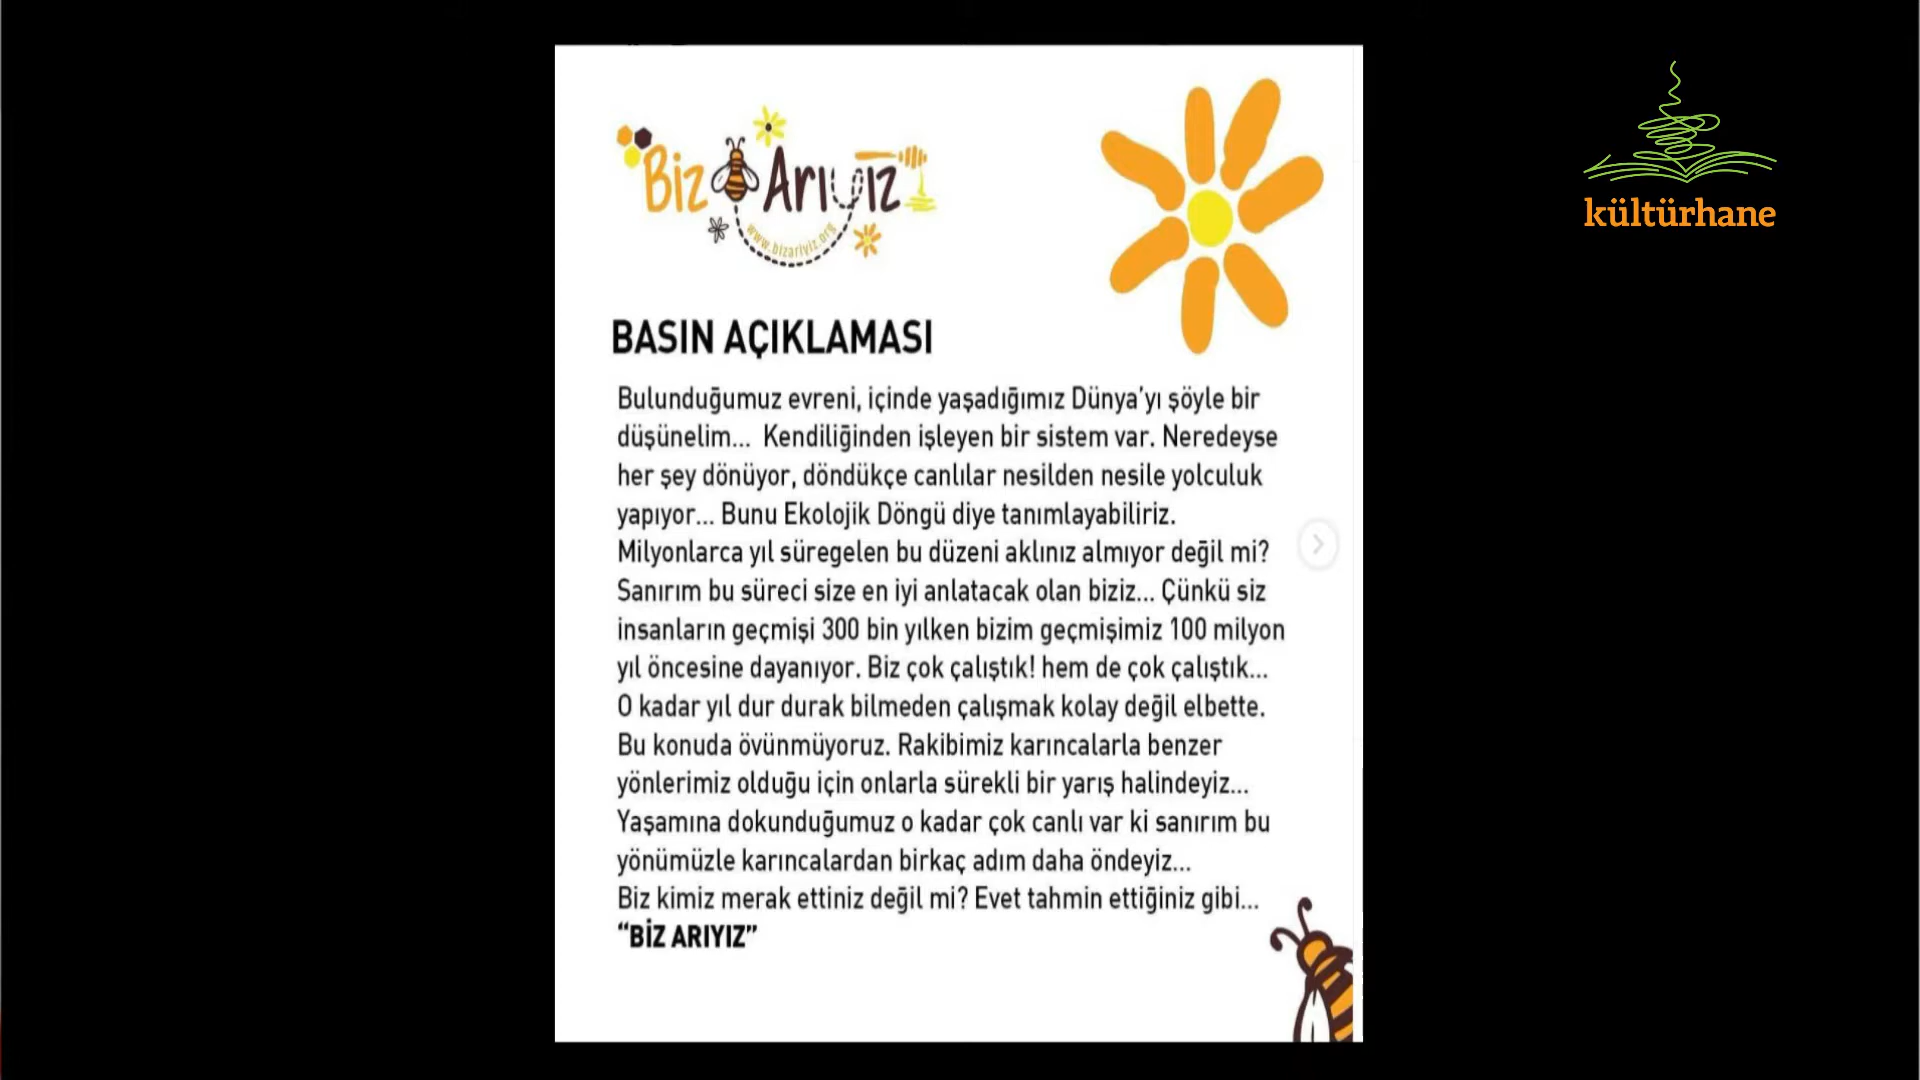 Biz Arıyız
www.bizariyiz.org
kültürhane
BASIN AÇIKLAMASI
Bulunduğumuz evreni, içinde yaşadığımız Dünya’yı şöyle bir
düşünelim... Kendiliğinden işleyen bir sistem var. Neredeyse
her şey dönüyor, döndükçe canlılar nesilden nesile yolculuk
yapıyor... Bunu Ekolojik Döngü diye tanımlayabiliriz.
Milyonlarca yıl süregelen bu düzeni aklınız almıyor değil mi?
Sanırım bu süreci size en iyi anlatacak olan biziz... Çünkü siz
insanların geçmişi 300 bin yılken bizim geçmişimiz 100 milyon
yıl öncesine dayanıyor. Biz çok çalıştık! hem de çok çalıştık...
O kadar yıl dur durak bilmeden çalışmak kolay değil elbette.
Bu konuda övünmüyoruz. Rakibimiz karıncalarla benzer
yönlerimiz olduğu için onlarla sürekli bir yarış halindeyiz...
Yaşamına dokunduğumuz o kadar çok canlı var ki sanırım bu
yönümüzle karıncalardan birkaç adım daha öndeyiz...
Biz kimiz merak ettiniz değil mi? Evet tahmin ettiğiniz gibi...
“BİZ ARIYIZ”